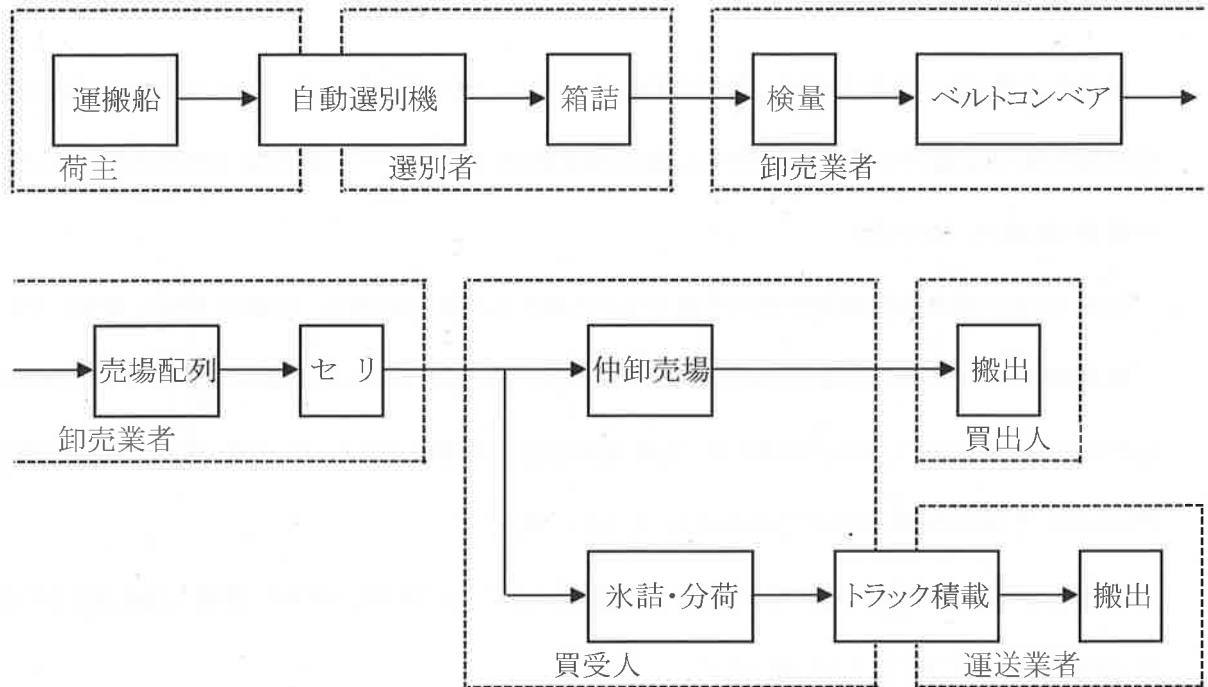 運搬船
自動選別機
箱詰
検量
ベルトコンベア
荷主
選別者
卸売業者
売場配列
セリ
仲卸売場
搬出
卸売業者
買出人
氷詰・分荷
トラック積載
搬出
買受人
運送業者